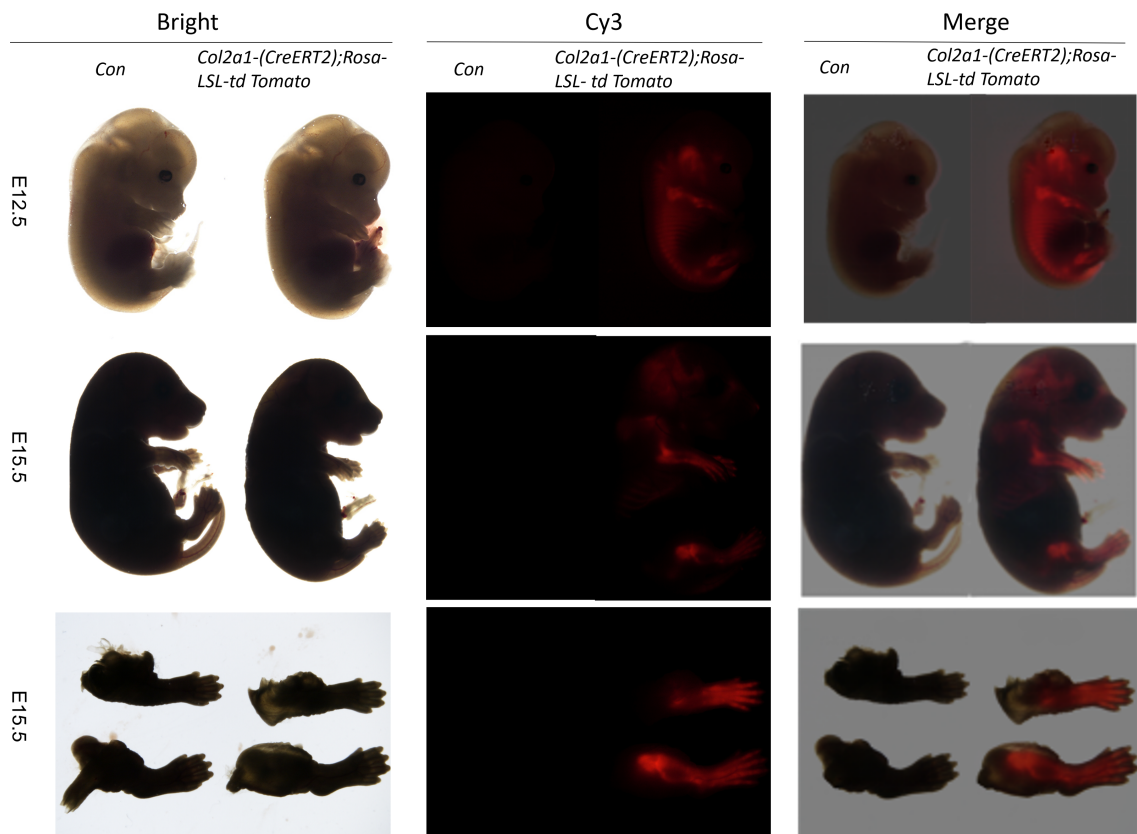 Bright
Cy3
Merge
Con
Col2a1-(CreERT2);Rosa-
LSL-td Tomato
Con
Col2a1-(CreERT2);Rosa-
LSL- td Tomato
Con
Col2a1-(CreERT2);Rosa-
LSL-td Tomato
E12.5
E15.5
E15.5